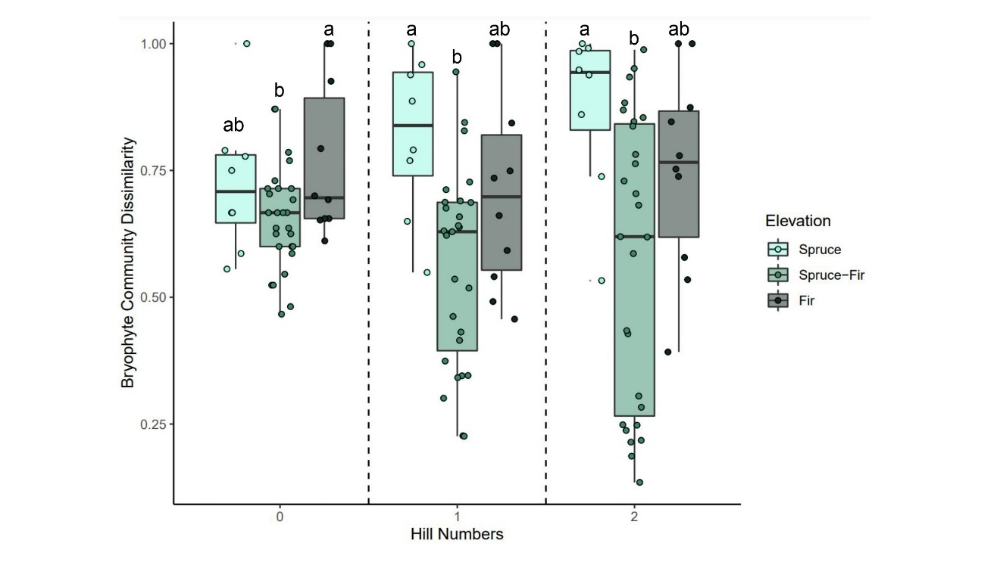 a
a
ab
a
b
ab
b
b
ab
1.00
0.75
0.50
0.25
Bryophyte Community Dissimilarity
0
1
2
Hill Numbers
Elevation
Spruce
Spruce−Fir
Fir